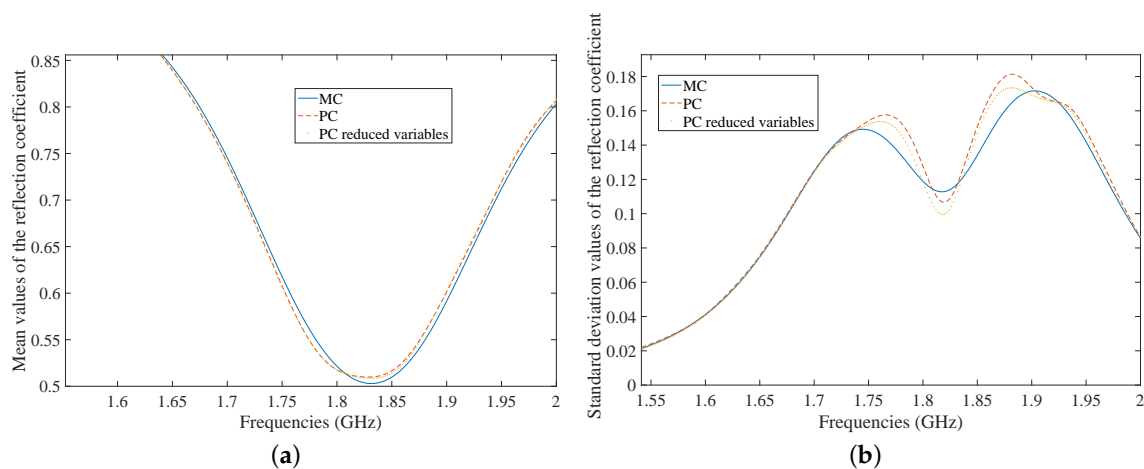 Mean values of the reflection coefficient
0.85
0.8
0.75
0.7
0.65
0.6
0.55
0.5
MC
PC
PC reduced variables
1.6 1.65 1.7 1.75 1.8 1.85 1.9 1.95 2
Frequencies (GHz)
(a)
Standard deviation values of the reflection coefficient
0.18
0.16
0.14
0.12
0.1
0.08
0.06
0.04
0.02
0
MC
PC
PC reduced variables
1.55 1.6 1.65 1.7 1.75 1.8 1.85 1.9 1.95 2
Frequencies (GHz)
(b)